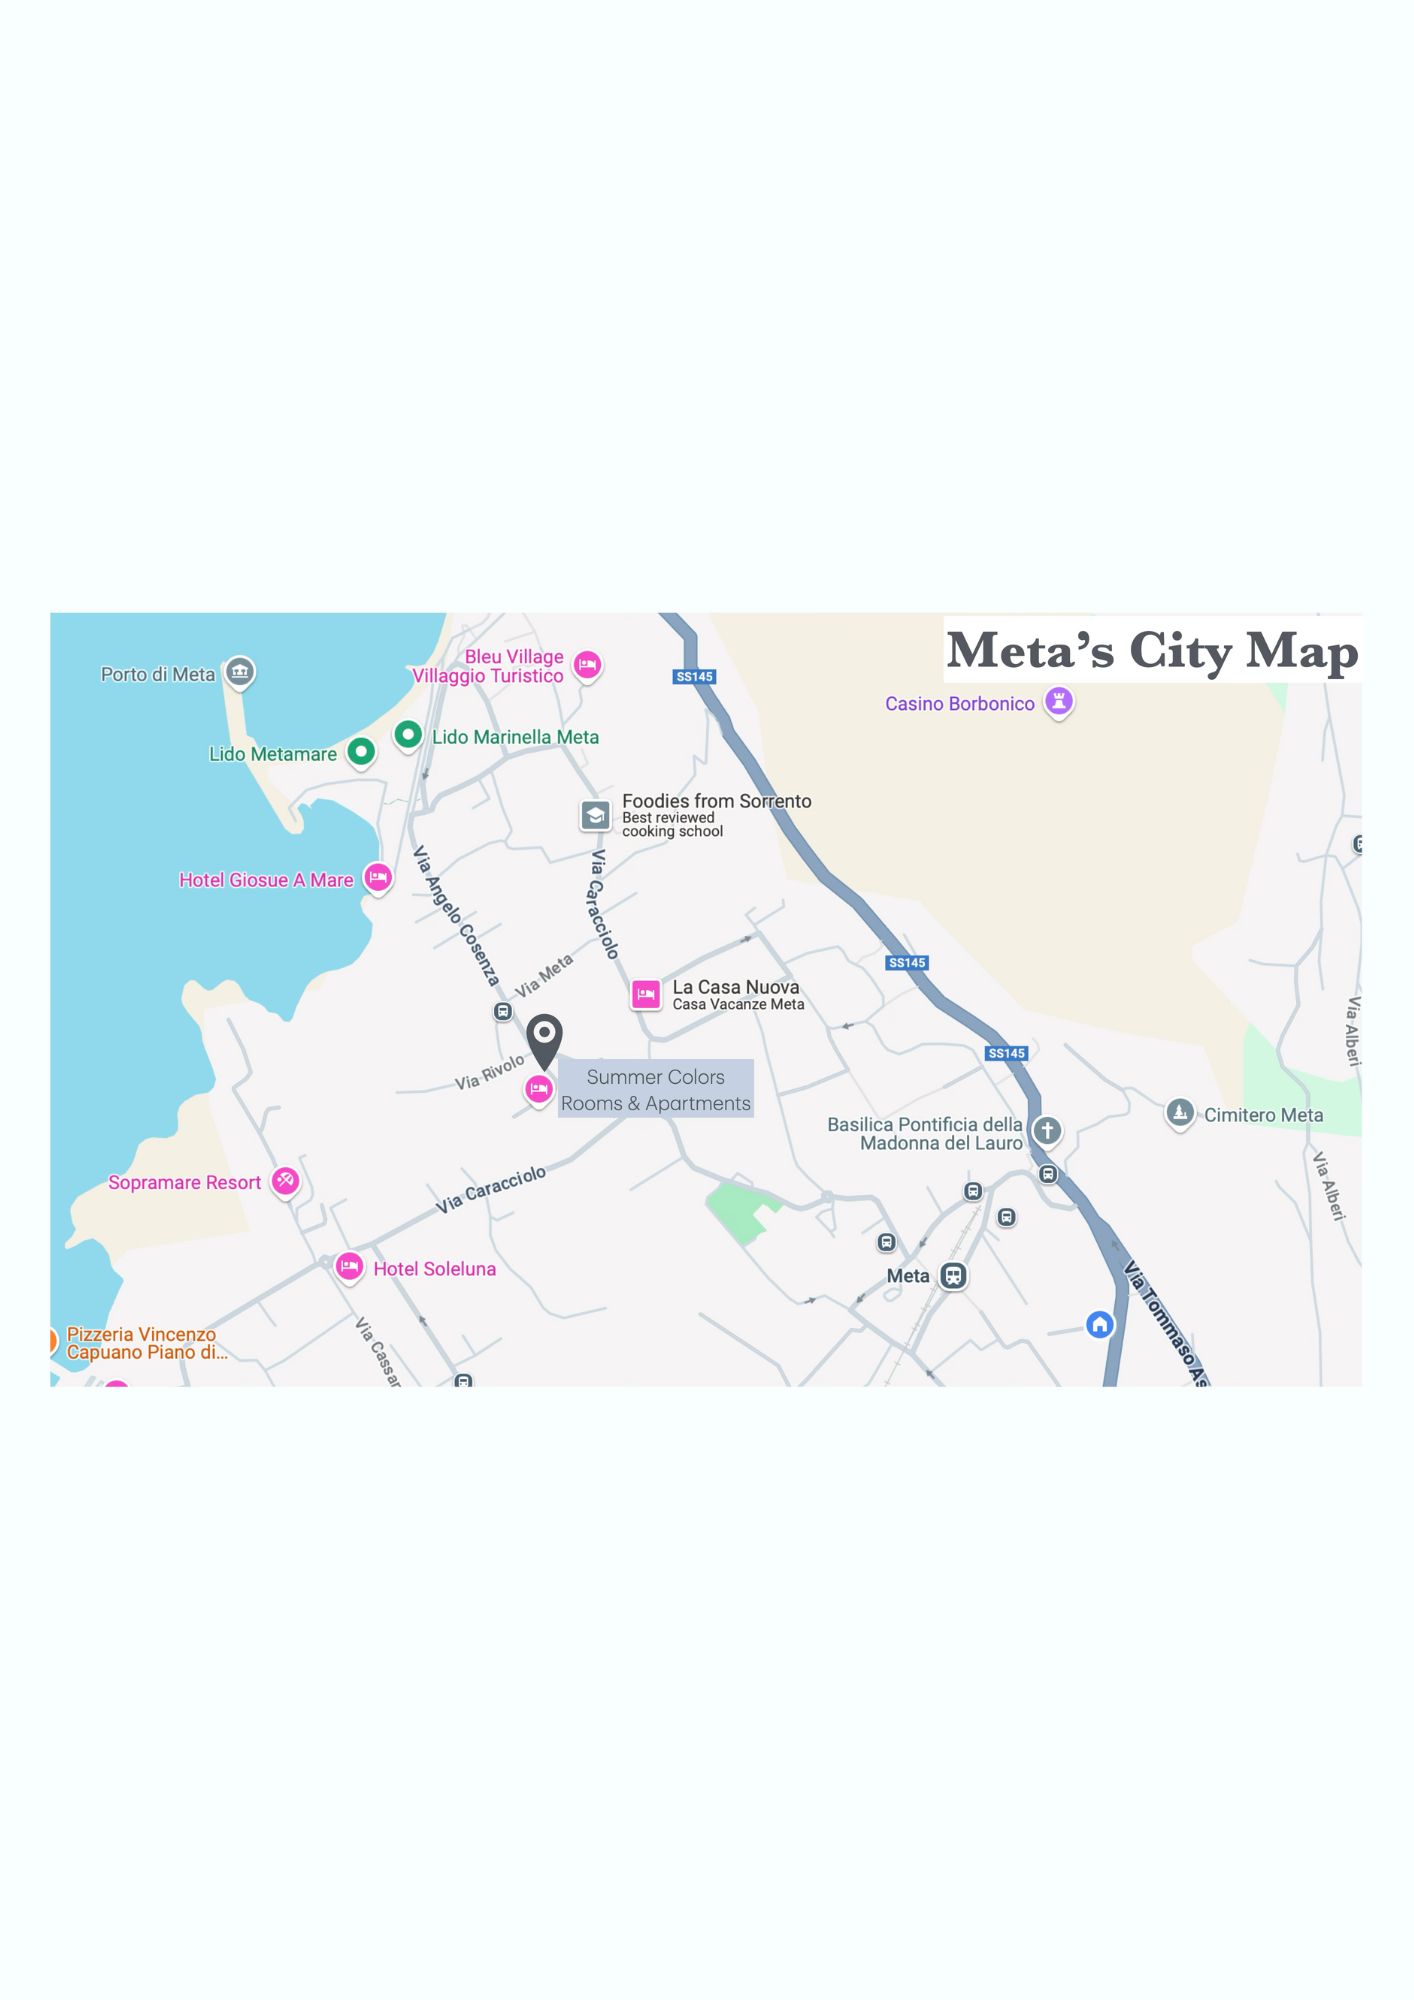 Meta’s City Map
Bleu Village
Villaggio Turistico
Porto di Meta
SS145
Casino Borbonico
Lido Marinella Meta
Lido Metamare
Foodies from Sorrento
Best reviewed
cooking school
Hotel Giosue A Mare
Via Angelo Cosenza
Via Caracciolo
SS145
Via Meta
La Casa Nuova
Casa Vacanze Meta
Via Alberi
SS145
Via Rivolo
Summer Colors
Rooms & Apartments
Cimitero Meta
Basilica Pontificia della
Madonna del Lauro
Sopramare Resort
Via Caracciolo
Via Alberi
Hotel Soleluna
Meta
Via Tommaso As
Pizzeria Vincenzo
Capuano Piano di...
Via Cassan